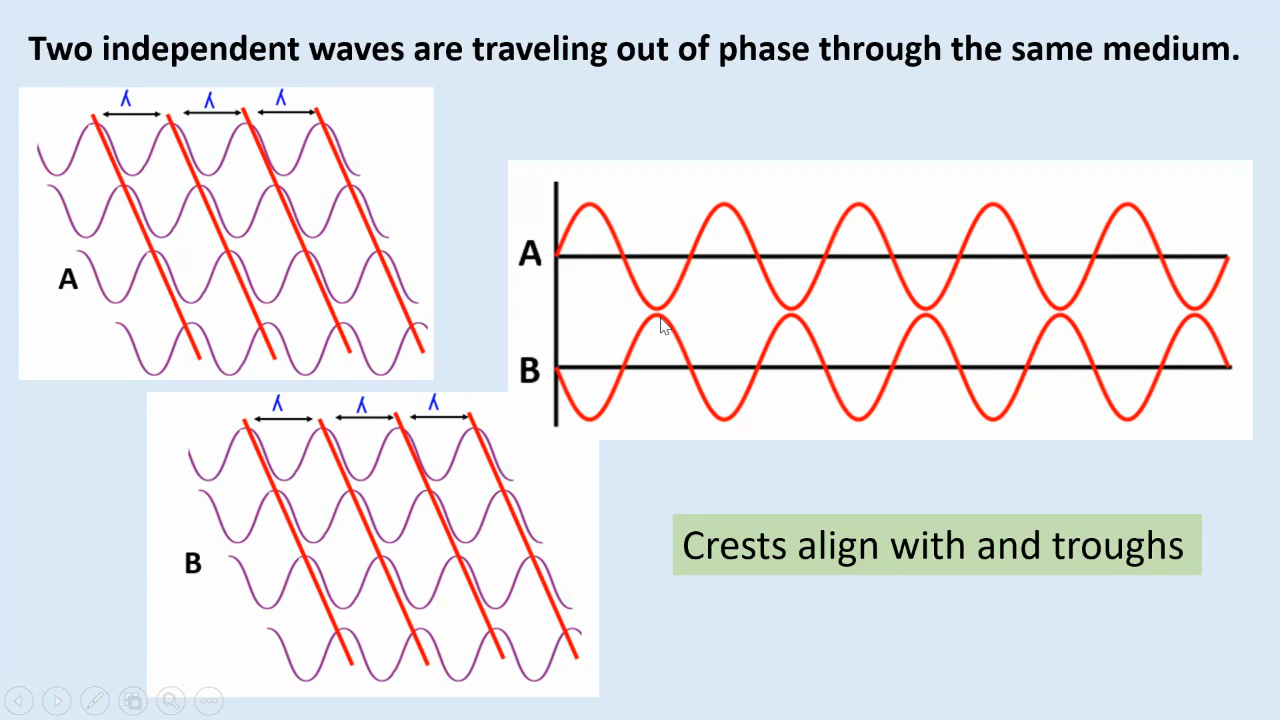 Two independent waves are traveling out of phase through the same medium.
λ λ λ
A
A
B
λ λ λ
B
Crests align with and troughs